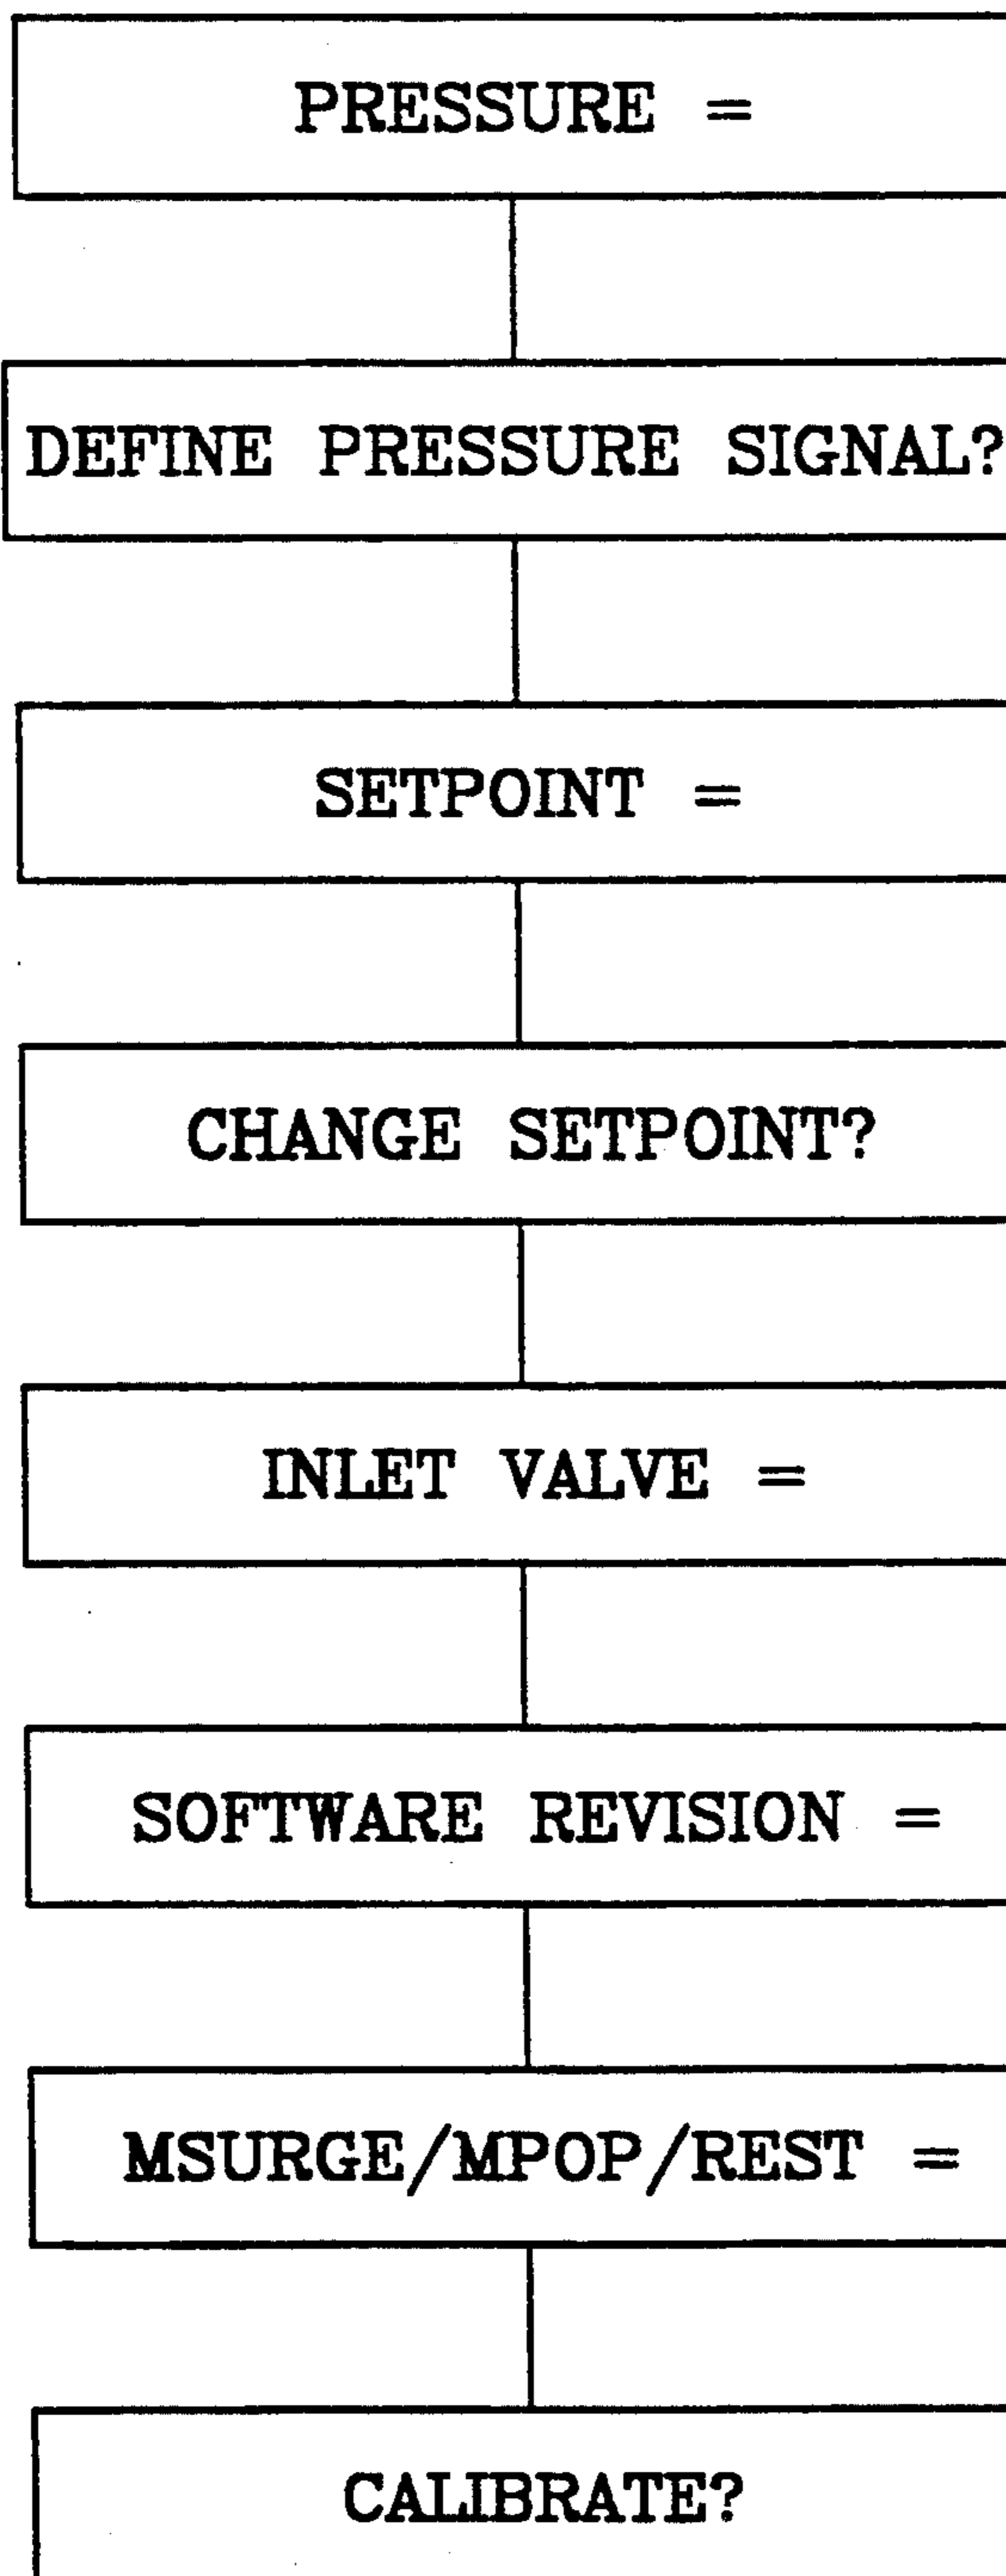 PRESSURE =
DEFINE PRESSURE SIGNAL?
SETPOINT =
CHANGE SETPOINT?
INLET VALVE =
SOFTWARE REVISION =
MSURGE/MPOP/REST =
CALIBRATE?